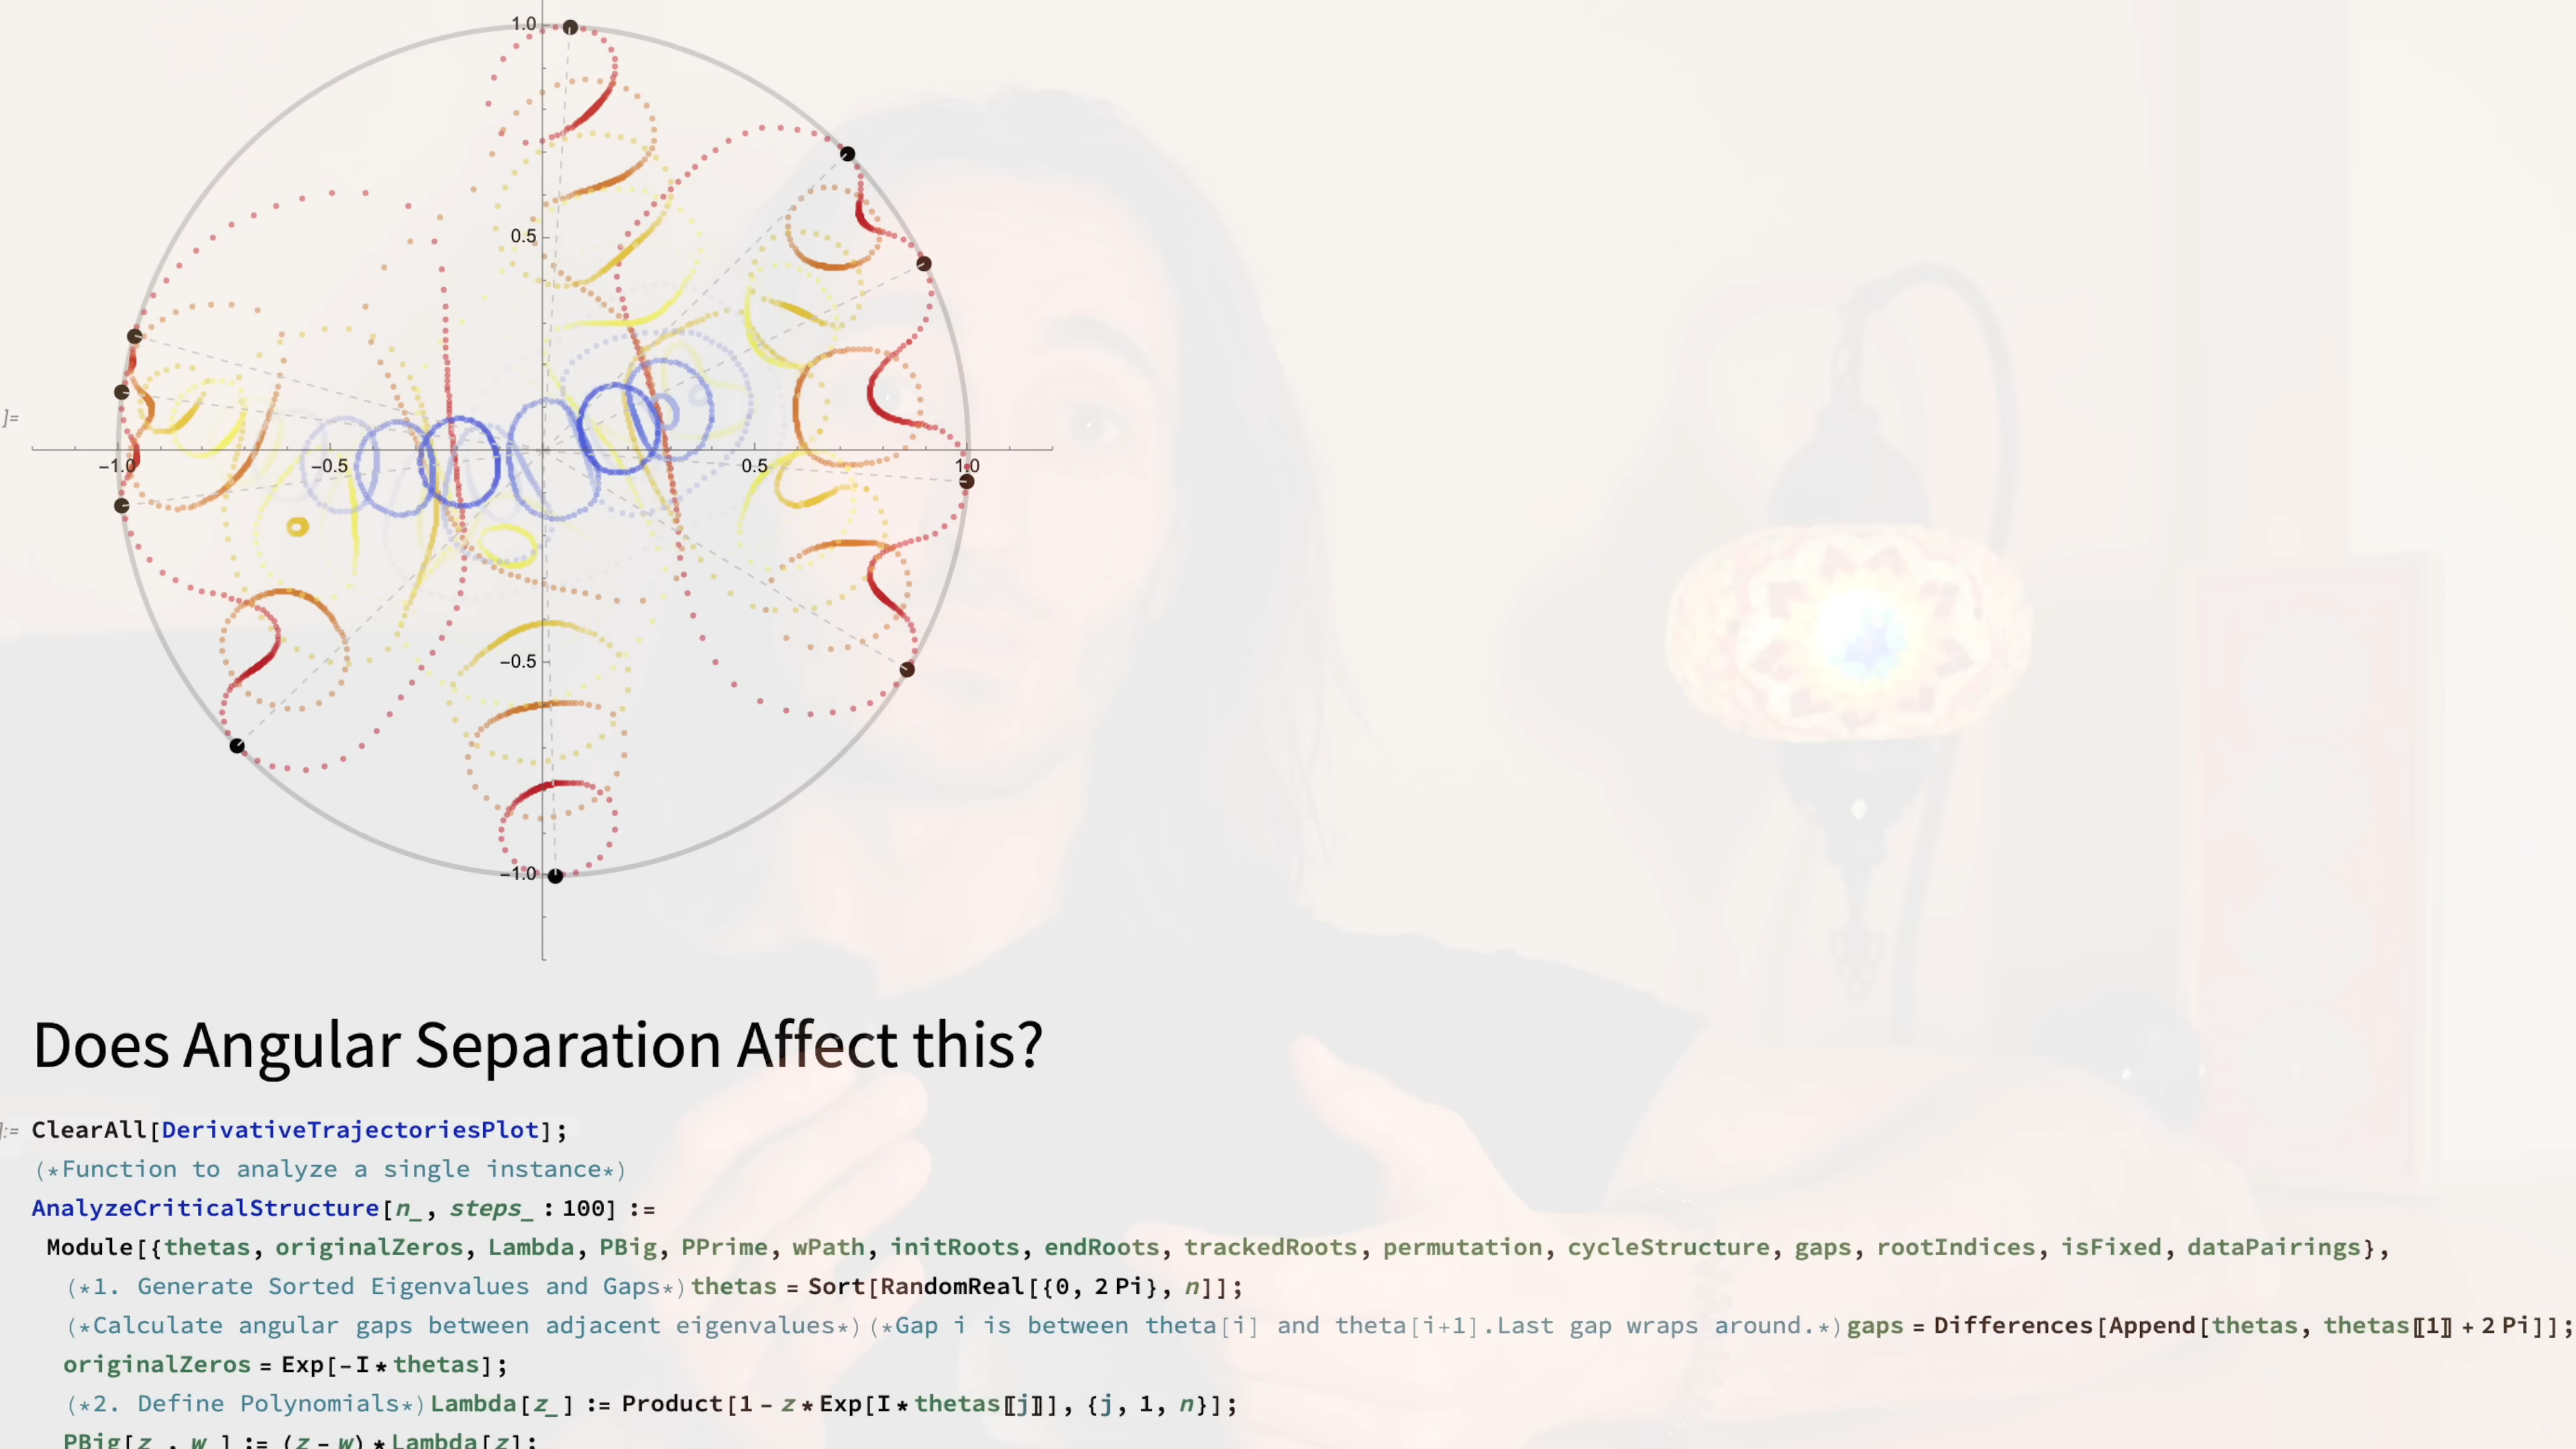 1.0
0.5
]=
−1.0
−0.5
0.5
1.0
−0.5
−1.0
Does Angular Separation Affect this?
]:= ClearAll[DerivativeTrajectoriesPlot];
(*Function to analyze a single instance*)
AnalyzeCriticalStructure[n_, steps_ : 100] :=
Module[{thetas, originalZeros, Lambda, PBig, PPrime, wPath, initRoots, endRoots, trackedRoots, permutation, cycleStructure, gaps, rootIndices, isFixed, dataPairings},
(*1. Generate Sorted Eigenvalues and Gaps*)thetas = Sort[RandomReal[{0, 2 Pi}, n]];
(*Calculate angular gaps between adjacent eigenvalues*)(*Gap i is between theta[i] and theta[i+1].Last gap wraps around.*)gaps = Differences[Append[thetas, thetas〚1〛 + 2 Pi]];
originalZeros = Exp[-I * thetas];
(*2. Define Polynomials*)Lambda[z_] := Product[1 - z * Exp[I * thetas〚j〛], {j, 1, n}];
PBig[z_, w_] := (z - w) * Lambda[z];